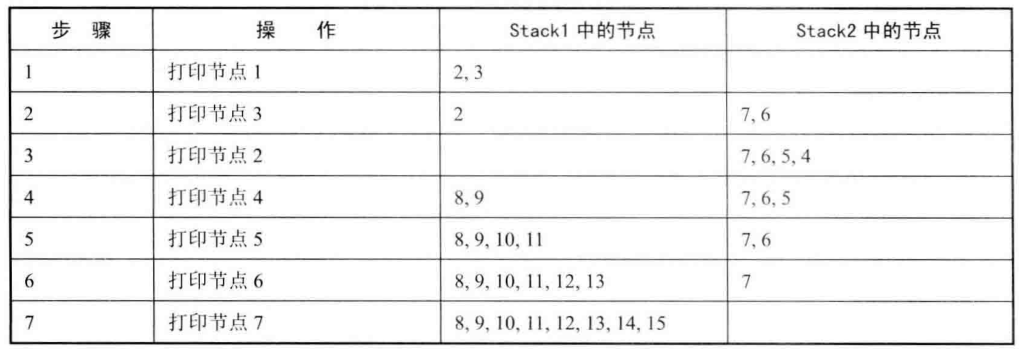 步 骤 操 作 Stack1 中的节点 Stack2 中的节点
1 打印节点 1 2, 3
2 打印节点 3 2 7, 6
3 打印节点 2 7, 6, 5, 4
4 打印节点 4 8, 9 7, 6, 5
5 打印节点 5 8, 9, 10, 11 7, 6
6 打印节点 6 8, 9, 10, 11, 12, 13 7
7 打印节点 7 8, 9, 10, 11, 12, 13, 14, 15